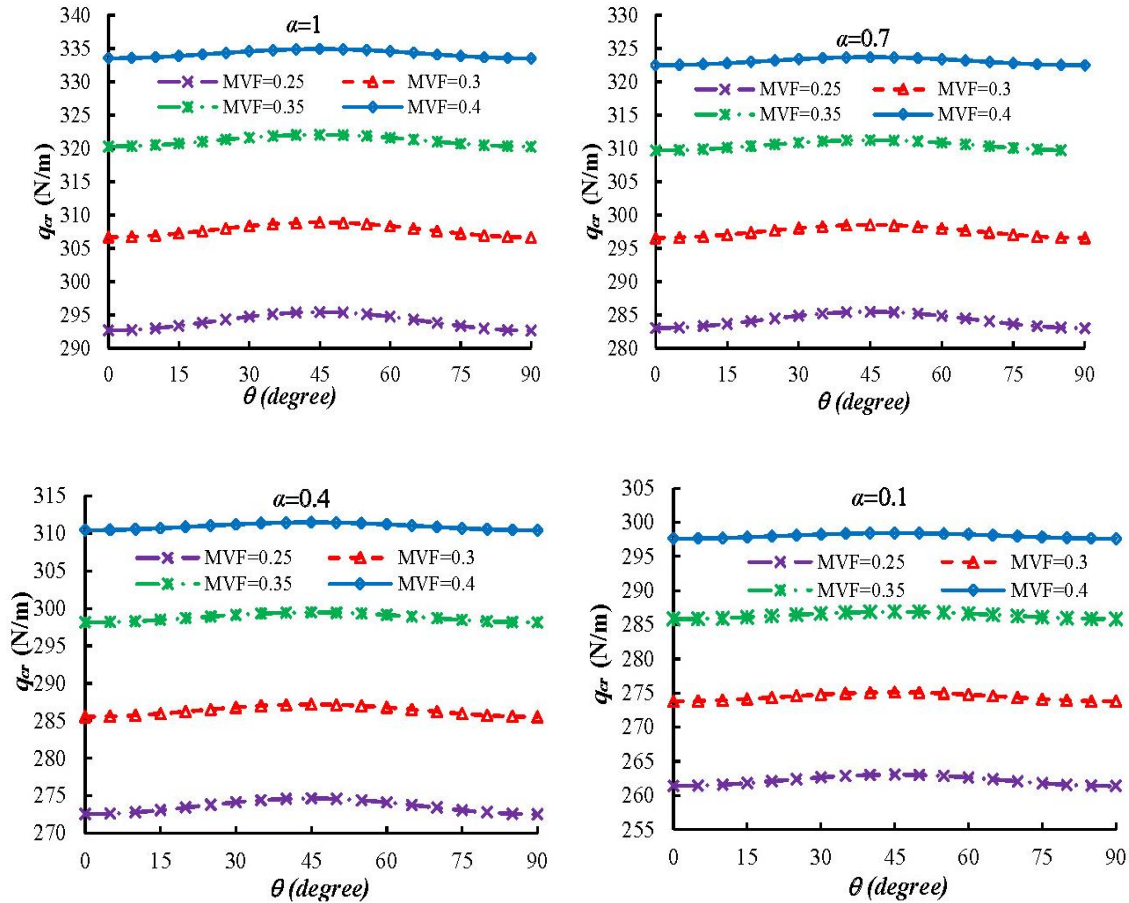 α=1
qcr (N/m)
340
335
330
325
320
315
310
305
300
295
290
MVF=0.25 MVF=0.3
MVF=0.35 MVF=0.4
0 15 30 45 60 75 90
θ (degree)
α=0.7
qcr (N/m)
330
325
320
315
310
305
300
295
290
285
280
MVF=0.25 MVF=0.3
MVF=0.35 MVF=0.4
0 15 30 45 60 75 90
θ (degree)
α=0.4
qcr (N/m)
315
310
305
300
295
290
285
280
275
270
MVF=0.25 MVF=0.3
MVF=0.35 MVF=0.4
0 15 30 45 60 75 90
θ (degree)
α=0.1
qcr (N/m)
305
300
295
290
285
280
275
270
265
260
255
MVF=0.25 MVF=0.3
MVF=0.35 MVF=0.4
0 15 30 45 60 75 90
θ (degree)